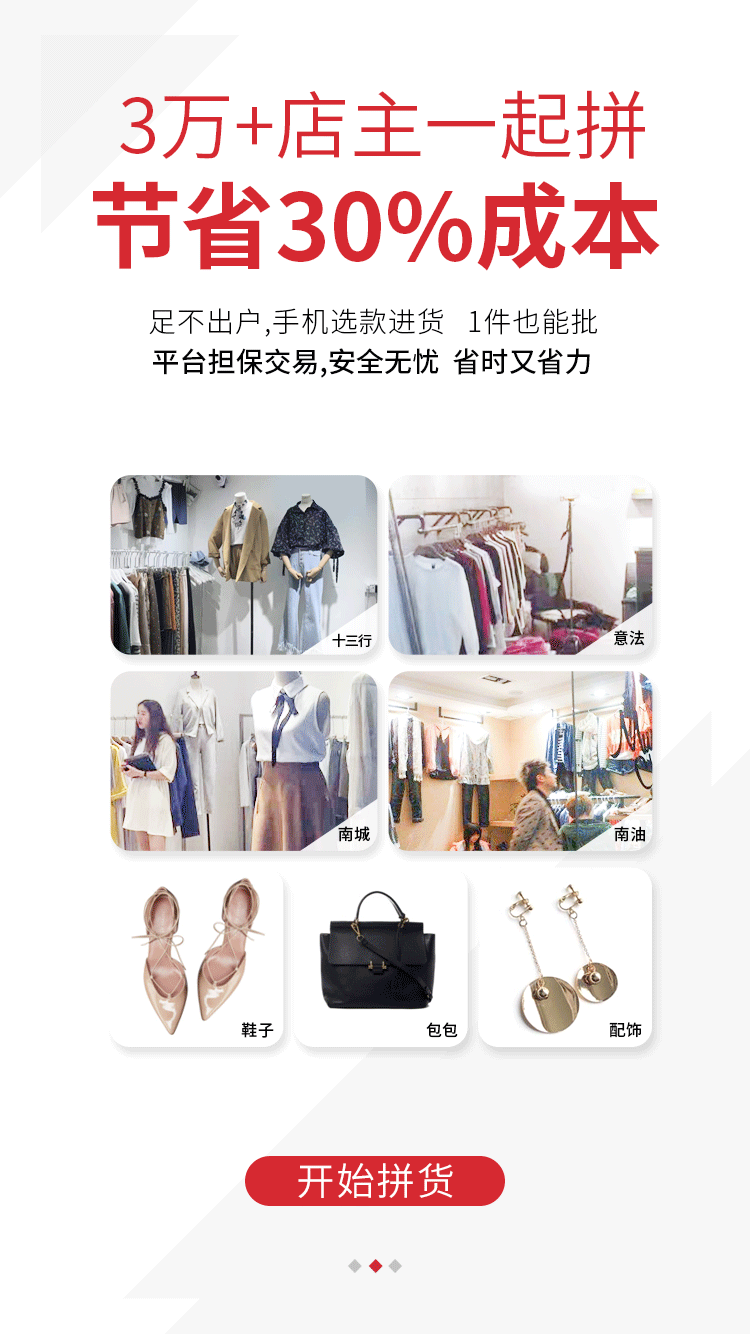 3万+店主一起拼
节省30%成本
足不出户,手机选款进货 1件也能批
平台担保交易,安全无忧 省时又省力
十三行
意法
南城
南油
鞋子
包包
配饰
开始拼货